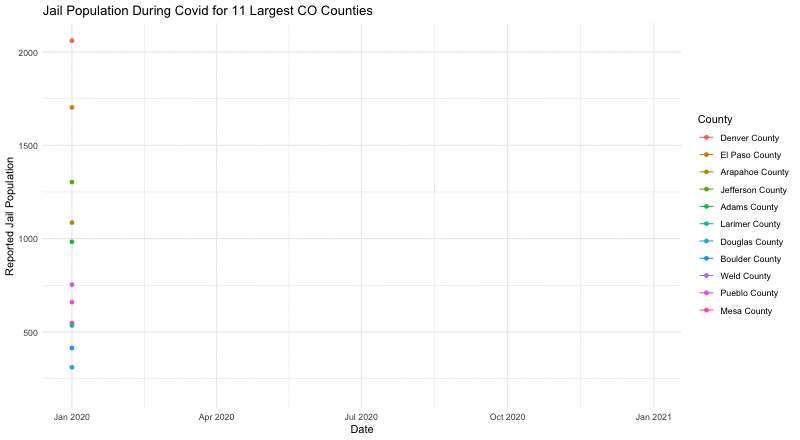 Jail Population During Covid for 11 Largest CO Counties
Reported Jail Population
2000
1500
1000
500
Jan 2020
Apr 2020
Jul 2020
Oct 2020
Jan 2021
Date
County
Denver County
El Paso County
Arapahoe County
Jefferson County
Adams County
Larimer County
Douglas County
Boulder County
Weld County
Pueblo County
Mesa County